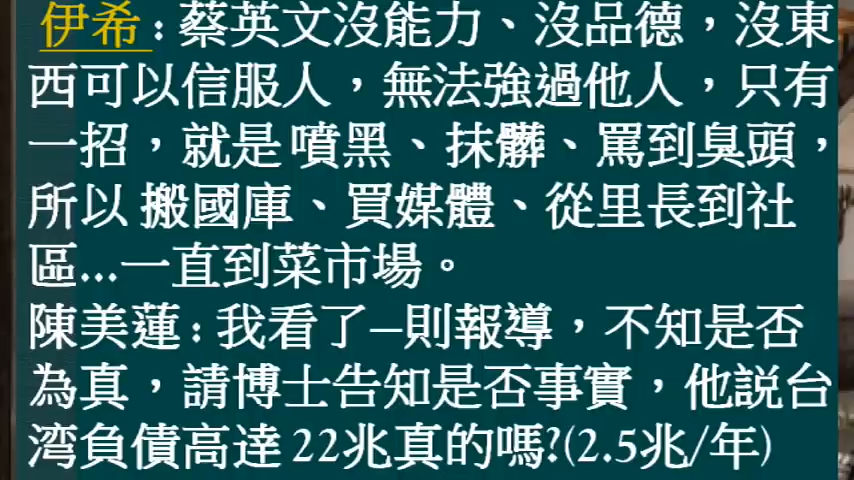 伊希:蔡英文沒能力、沒品德，沒東
西可以信服人，無法強過他人，只有
一招，就是噴黑、抹髒、罵到臭頭，
所以 搬國庫、買媒體、從里長到社
區...一直到菜市場。
陳美蓮:我看了—則報導，不知是否
為真，請博士告知是否事實，他説台
湾負債高達22兆真的嗎?(2.5兆/年)